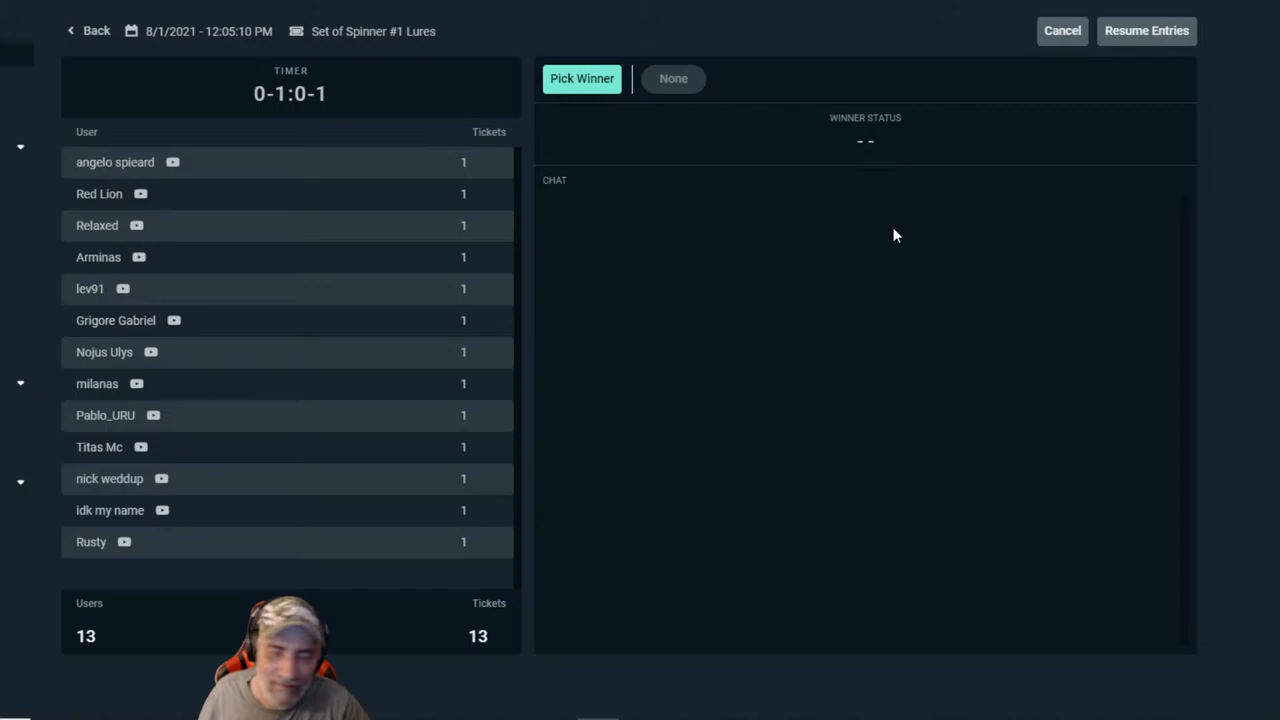 Back 8/1/2021 - 12:05:10 PM Set of Spinner #1 Lures Cancel Resume Entries
TIMER
0-1:0-1
User Tickets
angelo spieard 1
Red Lion 1
Relaxed 1
Arminas 1
lev91 1
Grigore Gabriel 1
Nojus Ulys 1
milanas 1
Pablo_URU 1
Titas Mc 1
nick weddup 1
idk my name 1
Rusty 1
Users Tickets
13 13
Pick Winner None
WINNER STATUS
--
CHAT